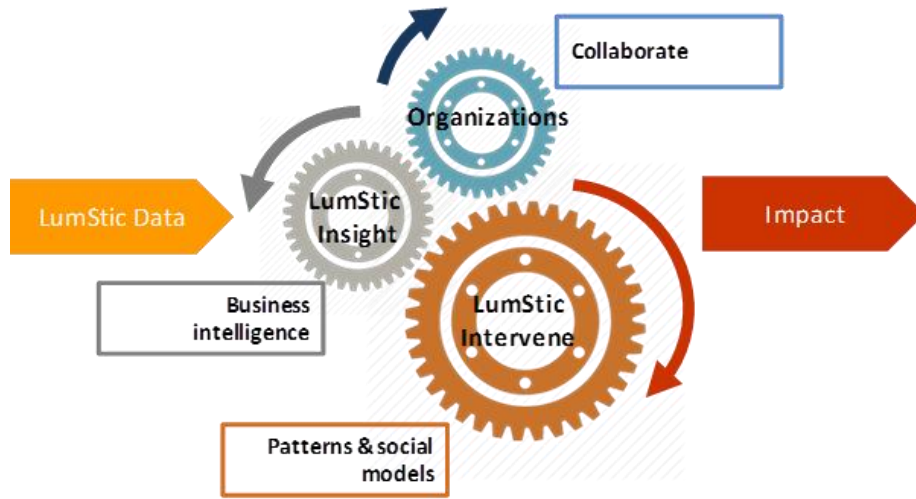 Collaborate
Organizations
LumStic Data
LumStic
Insight
Impact
Business
intelligence
LumStic
Intervene
Patterns & social
models